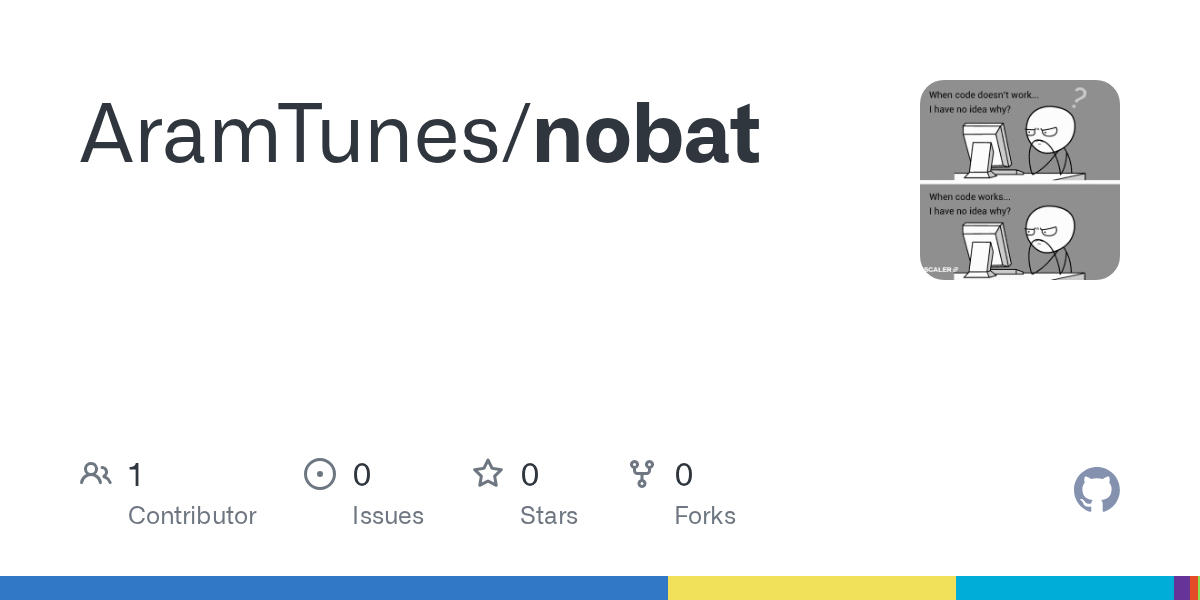 AramTunes/nobat
When code doesn't work...
I have no idea why?
?
When code works...
I have no idea why?
SCALER
1
Contributor
0
Issues
0
Stars
0
Forks